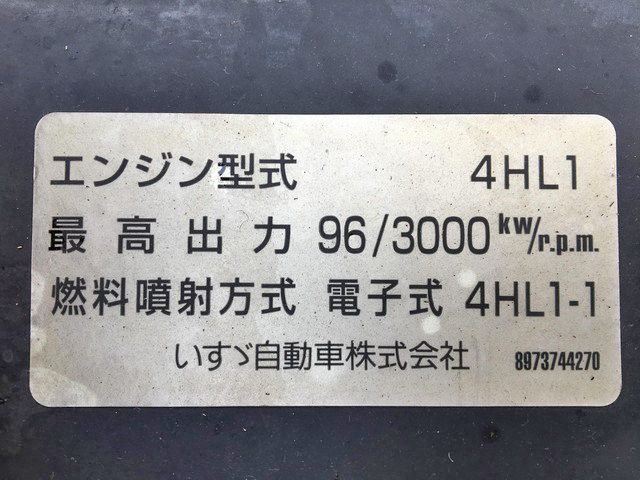 エンジン型式 4HL1
最高出力 96/3000 kw/r.p.m.
燃料噴射方式 電子式 4HL1-1
いすゞ自動車株式会社 8973744270